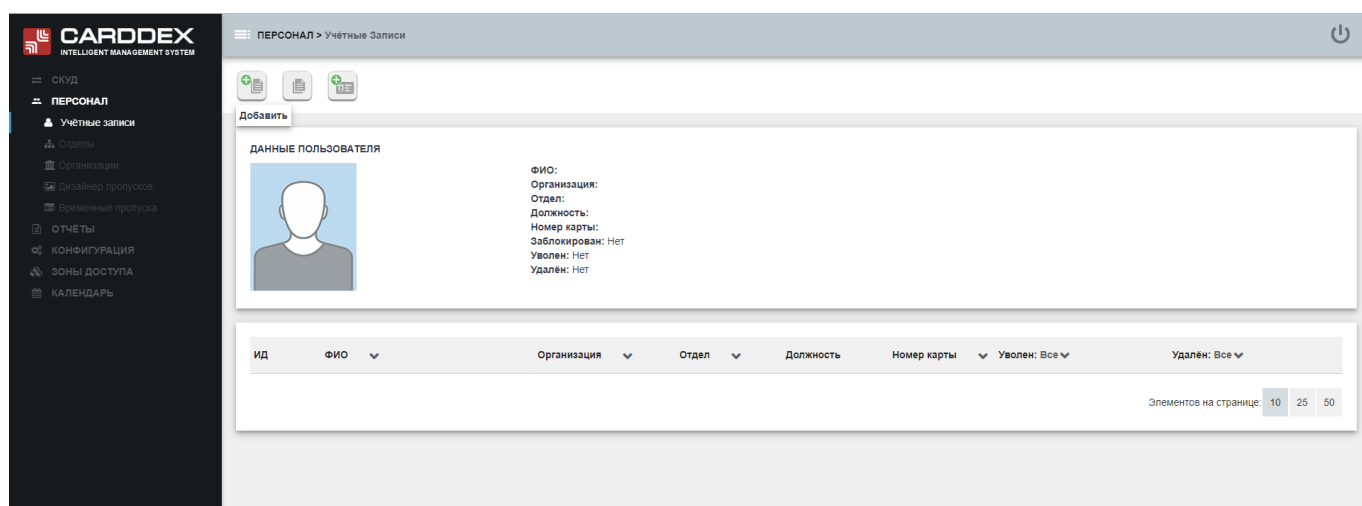 CARDDEX
INTELLIGENT MANAGEMENT SYSTEM
ПЕРСОНАЛ > Учётные Записи
СКУД
ПЕРСОНАЛ
Учётные записи
Отделы
Организации
Дизайнер пропусков
Временные пропуска
ОТЧЁТЫ
КОНФИГУРАЦИЯ
ЗОНЫ ДОСТУПА
КАЛЕНДАРЬ
Добавить
ДАННЫЕ ПОЛЬЗОВАТЕЛЯ
ФИО:
Организация:
Отдел:
Должность:
Номер карты:
Заблокирован: Нет
Уволен: Нет
Удалён: Нет
ИД ФИО Организация Отдел Должность Номер карты Уволен: Все Удалён: Все
Элементов на странице: 10 25 50